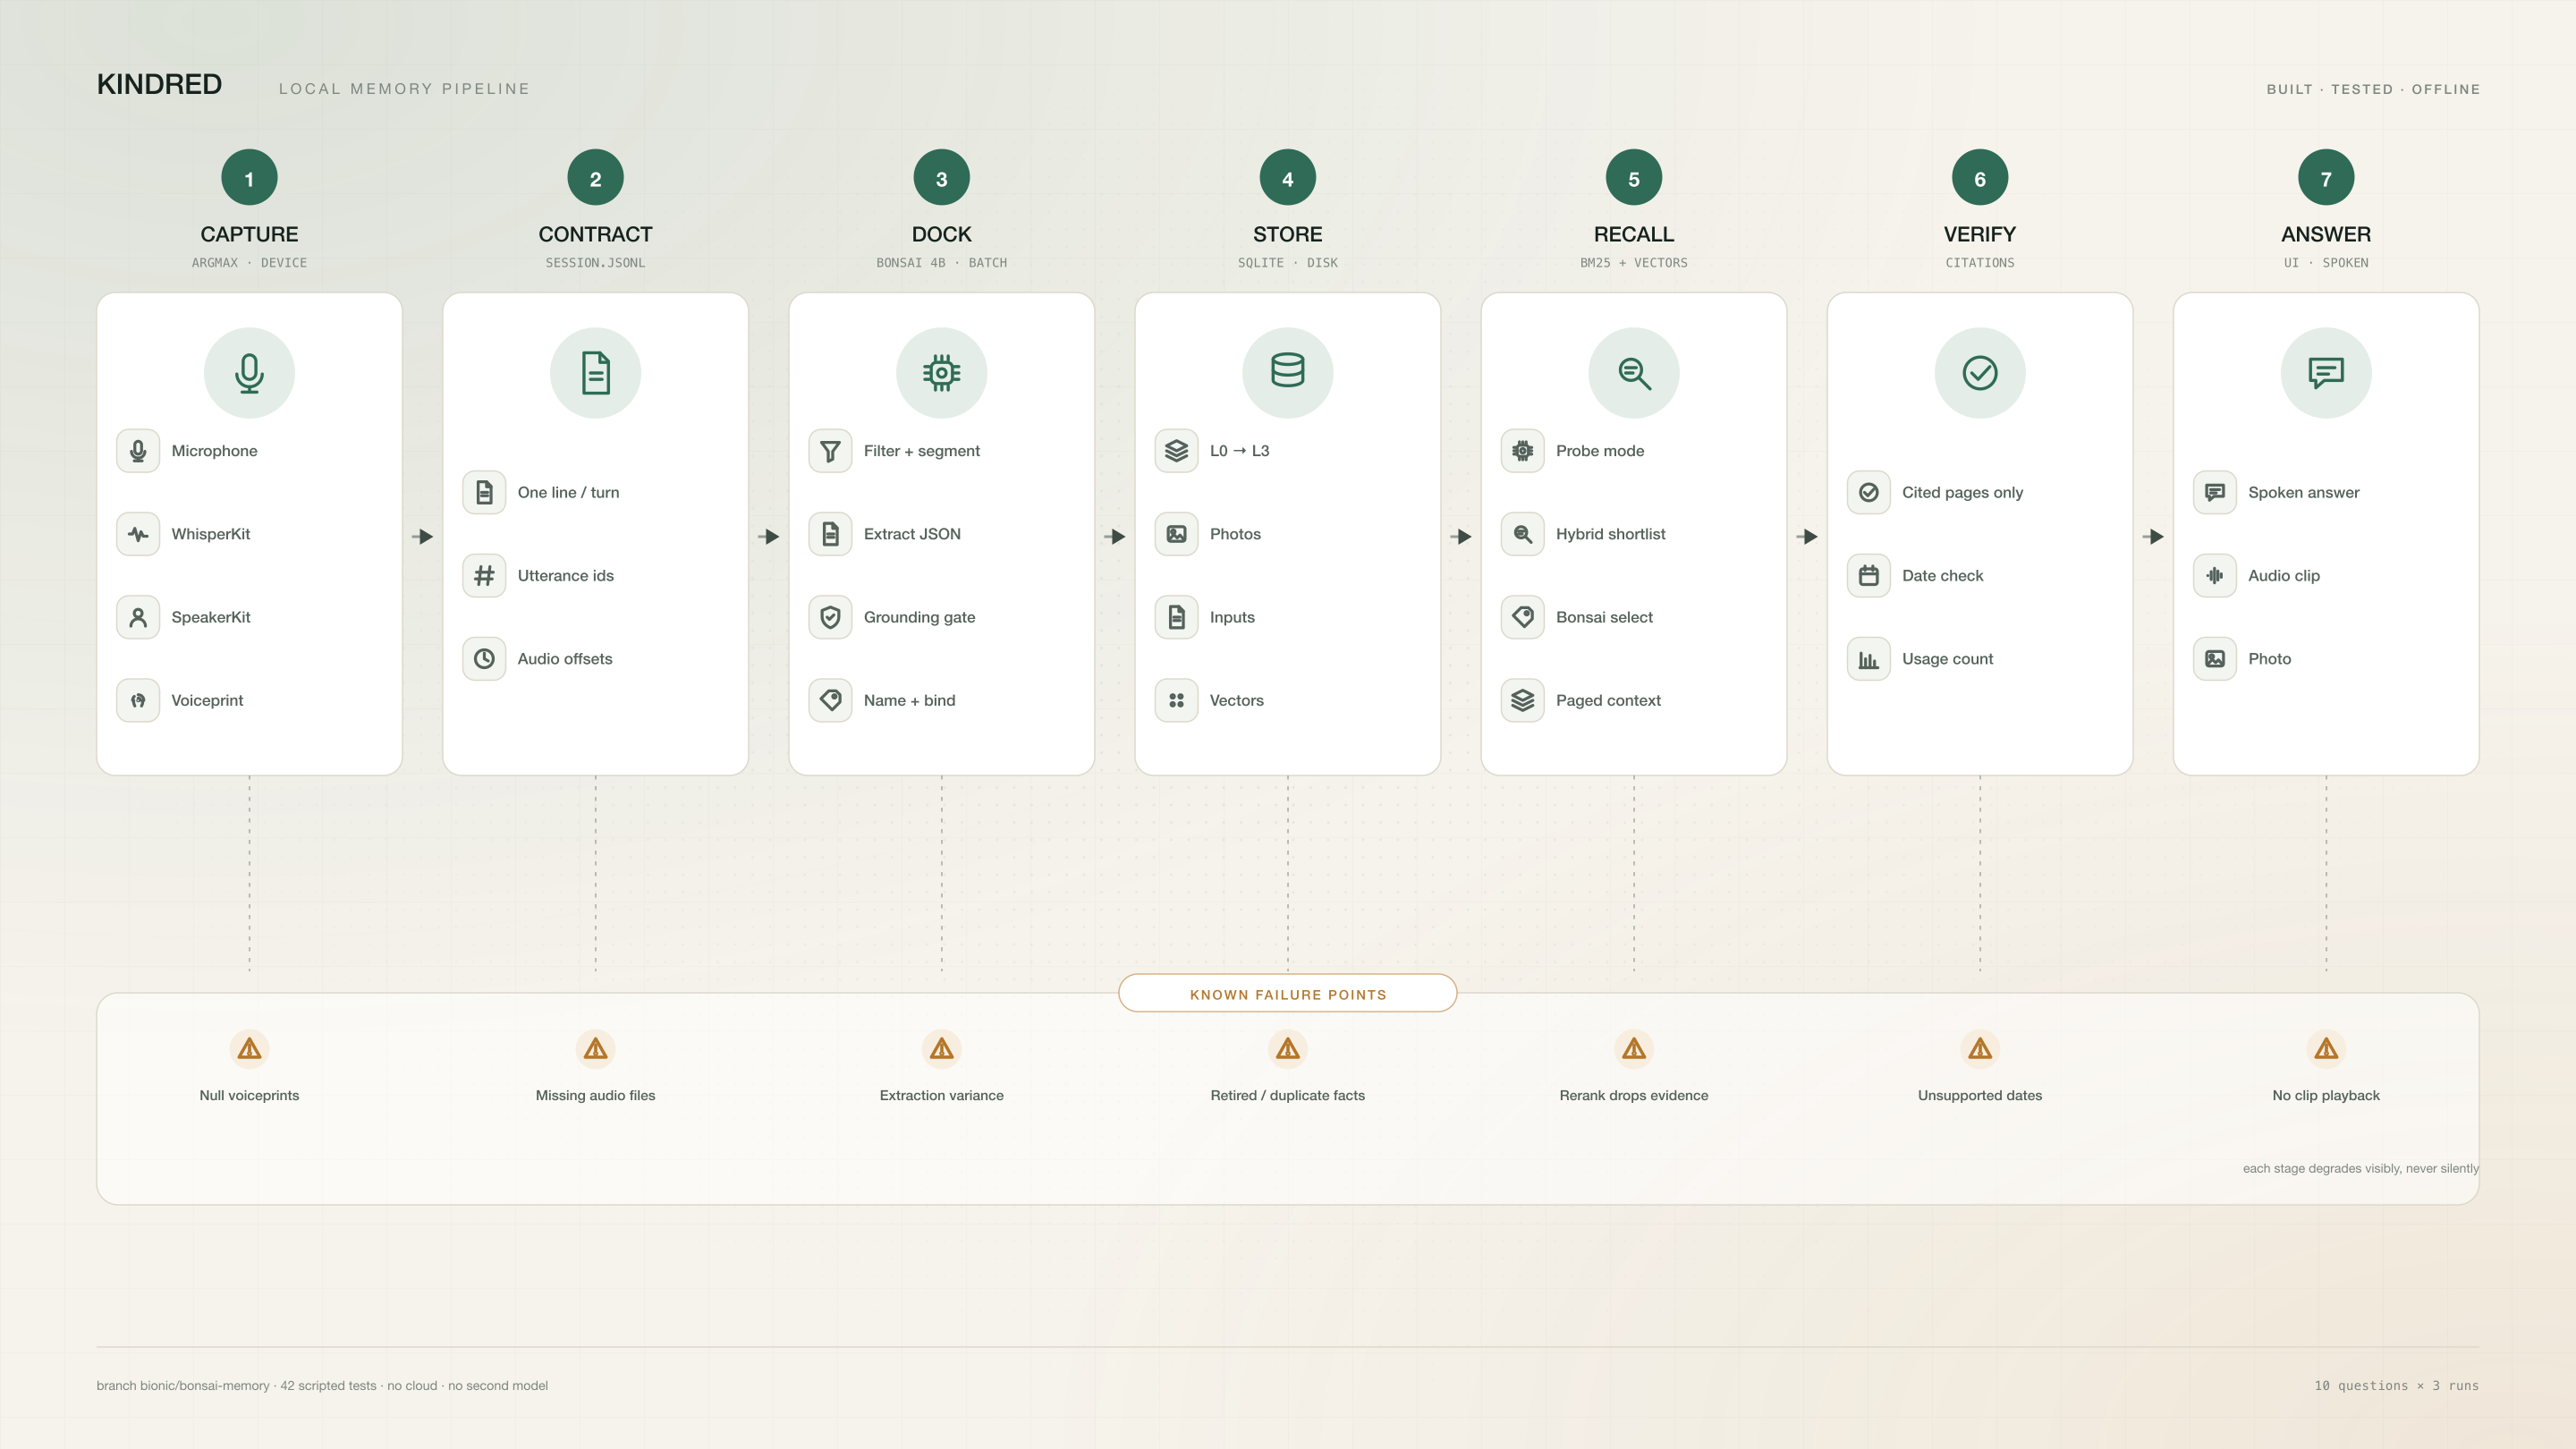 KINDRED
LOCAL MEMORY PIPELINE
BUILT · TESTED · OFFLINE
1
CAPTURE
ARGMAX · DEVICE
Microphone
WhisperKit
SpeakerKit
Voiceprint
2
CONTRACT
SESSION.JSONL
One line / turn
Utterance ids
Audio offsets
3
DOCK
BONSAI 4B · BATCH
Filter + segment
Extract JSON
Grounding gate
Name + bind
4
STORE
SQLITE · DISK
L0 → L3
Photos
Inputs
Vectors
5
RECALL
BM25 + VECTORS
Probe mode
Hybrid shortlist
Bonsai select
Paged context
6
VERIFY
CITATIONS
Cited pages only
Date check
Usage count
7
ANSWER
UI · SPOKEN
Spoken answer
Audio clip
Photo
KNOWN FAILURE POINTS
Null voiceprints
Missing audio files
Extraction variance
Retired / duplicate facts
Rerank drops evidence
Unsupported dates
No clip playback
each stage degrades visibly, never silently
branch bionic/bonsai-memory · 42 scripted tests · no cloud · no second model
10 questions × 3 runs